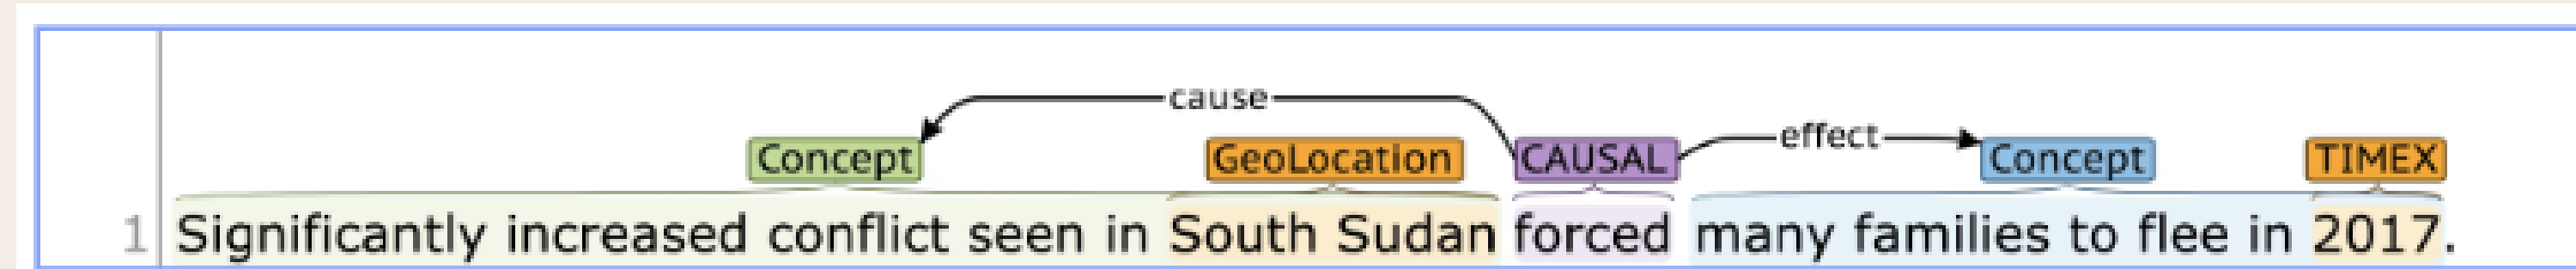 cause
effect
Concept GeoLocation CAUSAL Concept TIMEX
1 Significantly increased conflict seen in South Sudan forced many families to flee in 2017.